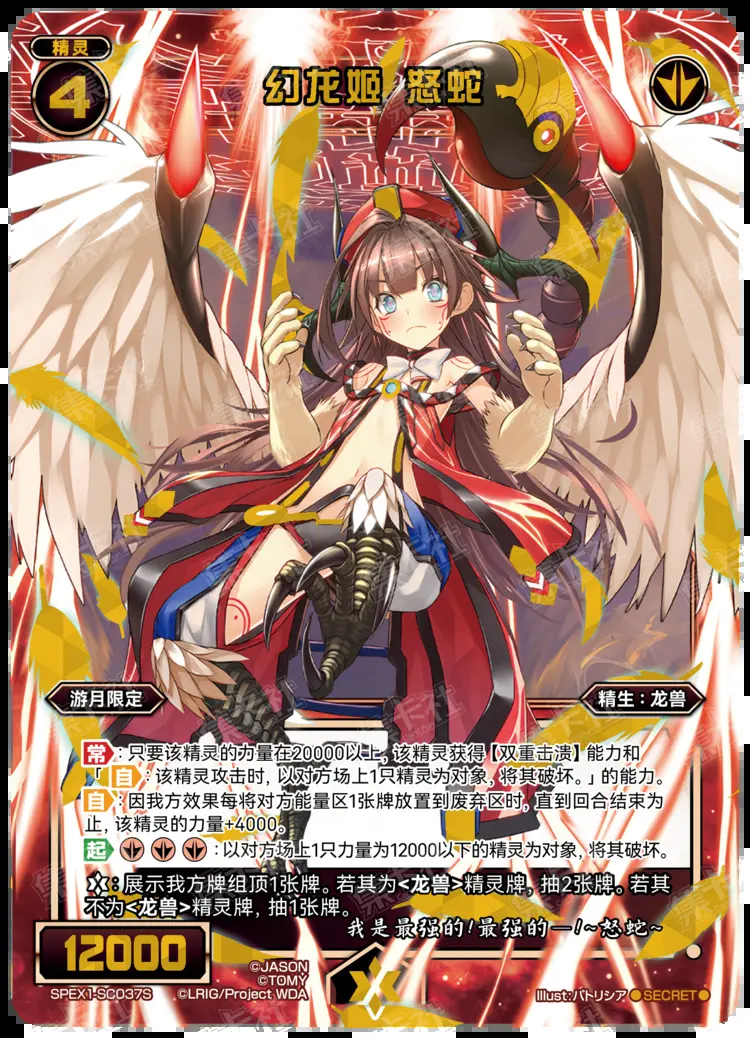 精灵
4
幻龙姬 怒蛇
游月限定
精生：龙兽
常：只要该精灵的力量在20000以上，该精灵获得【双重击溃】能力和
「自：该精灵攻击时，以对方场上1只精灵为对象，将其破坏。」的能力。
自：因我方效果每将对方能量区1张牌放置到废弃区时，直到回合结束为
止，该精灵的力量+4000。
起：以对方场上1只力量为12000以下的精灵为对象，将其破坏。
：展示我方牌组顶1张牌。若其为<龙兽>精灵牌，抽2张牌。若其
不为<龙兽>精灵牌，抽1张牌。
我是最强的！最强的—！~怒蛇~
12000
©JASON
©TOMY
SPEX1-SC037S ©LRIG/Project WDA
Illust:パトリシア ●SECRET●
集卡社